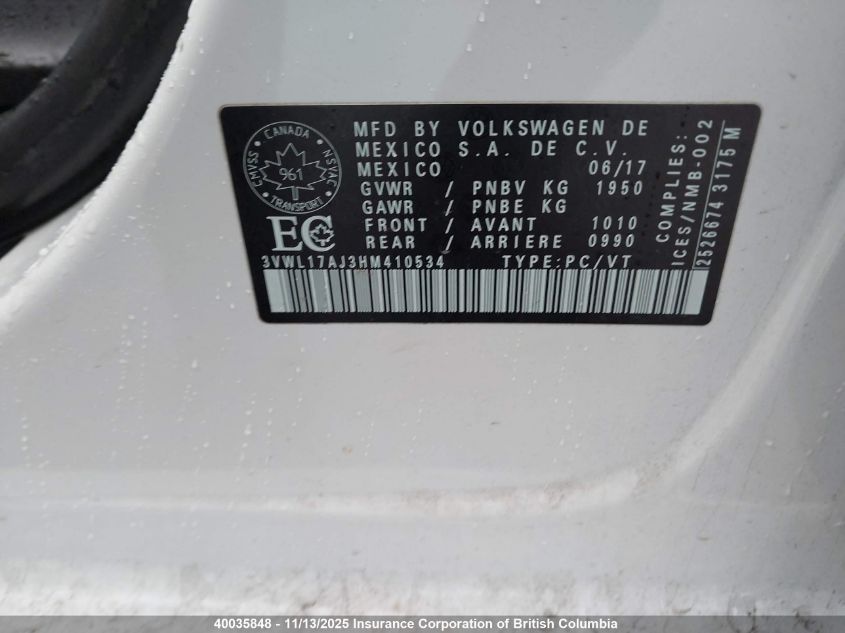 CANADA
CMVSS
NSVAC
961
TRANSPORT
EC
MFD BY VOLKSWAGEN DE
MEXICO S.A. DE C.V.
MEXICO 06/17
GVWR / PNBV KG 1950
GAWR / PNBE KG
FRONT / AVANT 1010
REAR / ARRIERE 0990
3VWL17AJ3HM410534 TYPE:PC/VT
COMPLIES:
ICES/NMB-002
2526674 3175M
40035848 - 11/13/2025 Insurance Corporation of British Columbia